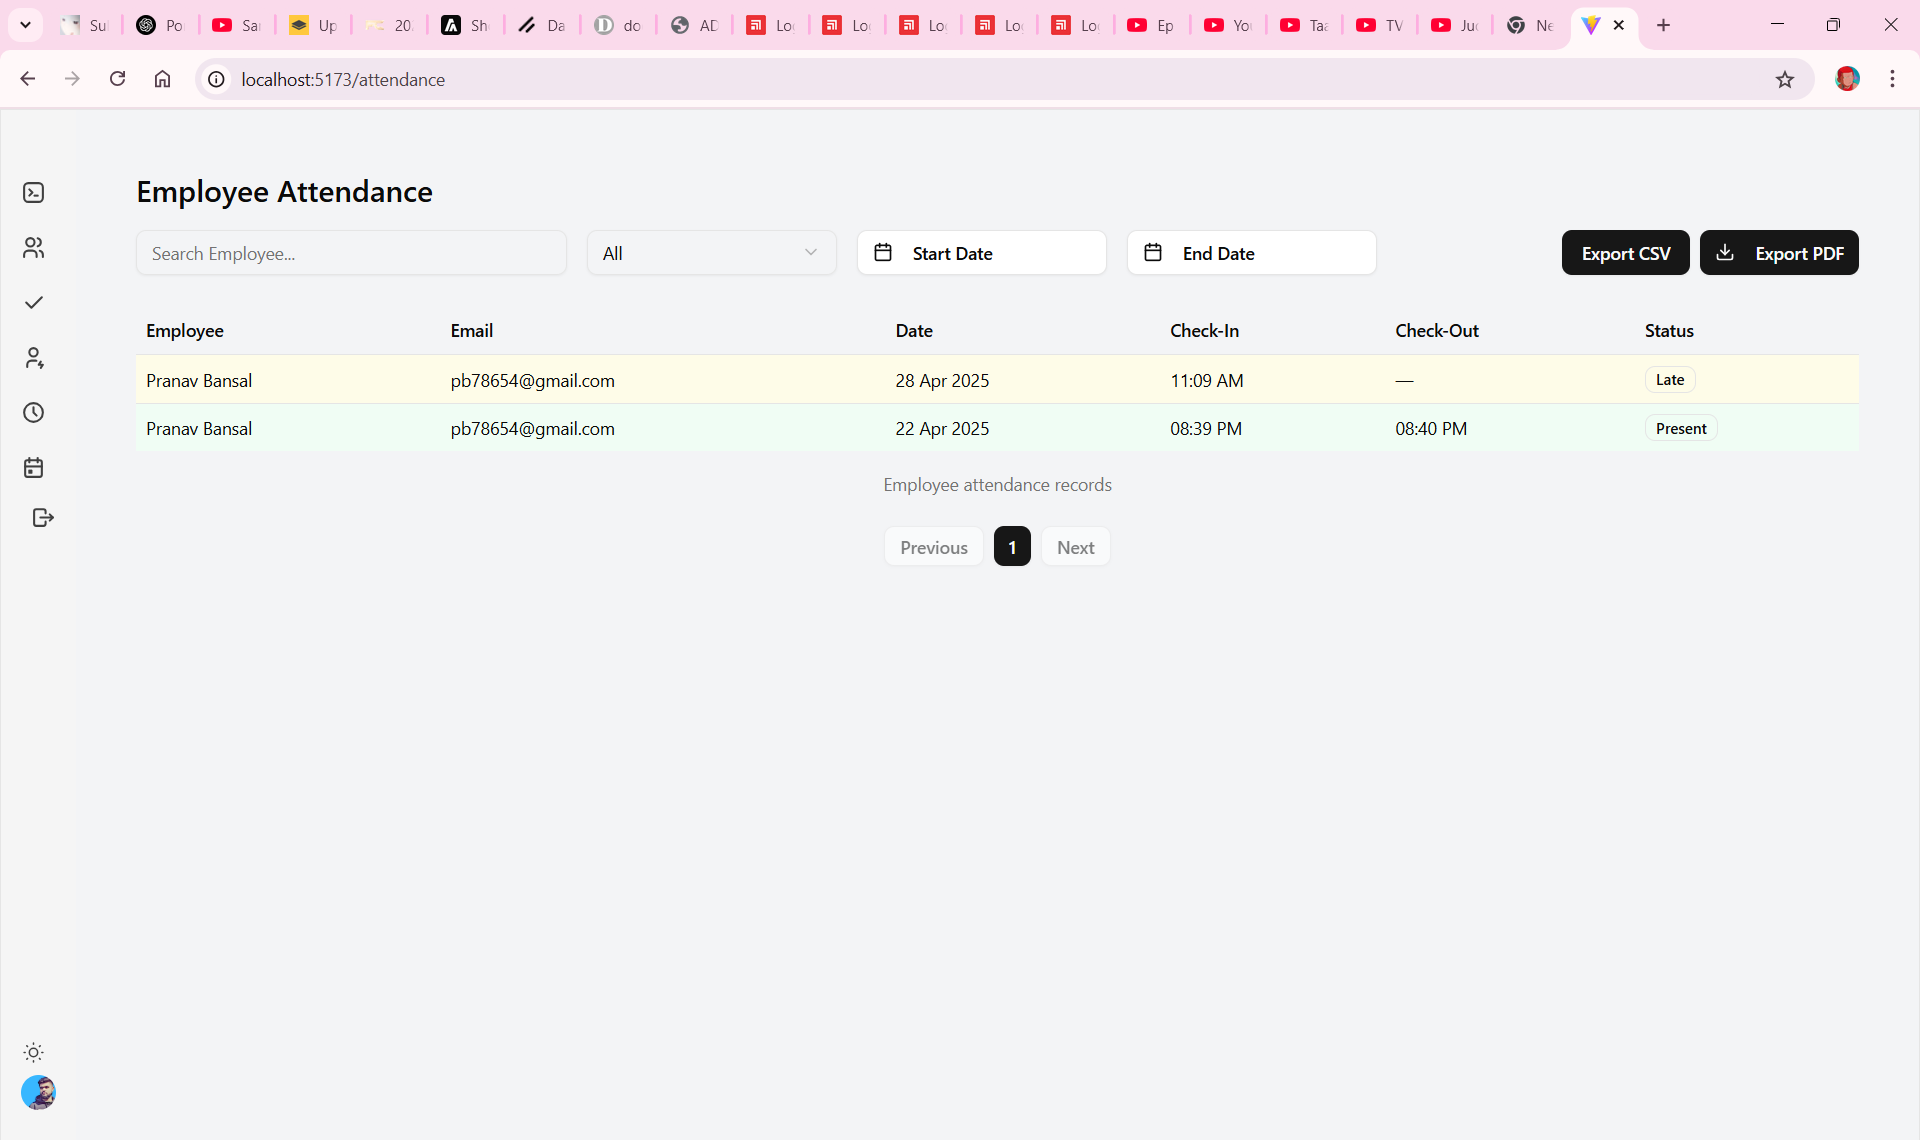 Su
Po
Sa
Up
20
Sh
Da
do
AD
Lo
Lo
Lo
Lo
Lo
Ep
You
Taa
TV
Ju
Ne
localhost:5173/attendance
Employee Attendance
Search Employee...
All
Start Date
End Date
Export CSV
Export PDF
Employee Email Date Check-In Check-Out Status
Pranav Bansal pb78654@gmail.com 28 Apr 2025 11:09 AM — Late
Pranav Bansal pb78654@gmail.com 22 Apr 2025 08:39 PM 08:40 PM Present
Employee attendance records
Previous 1 Next